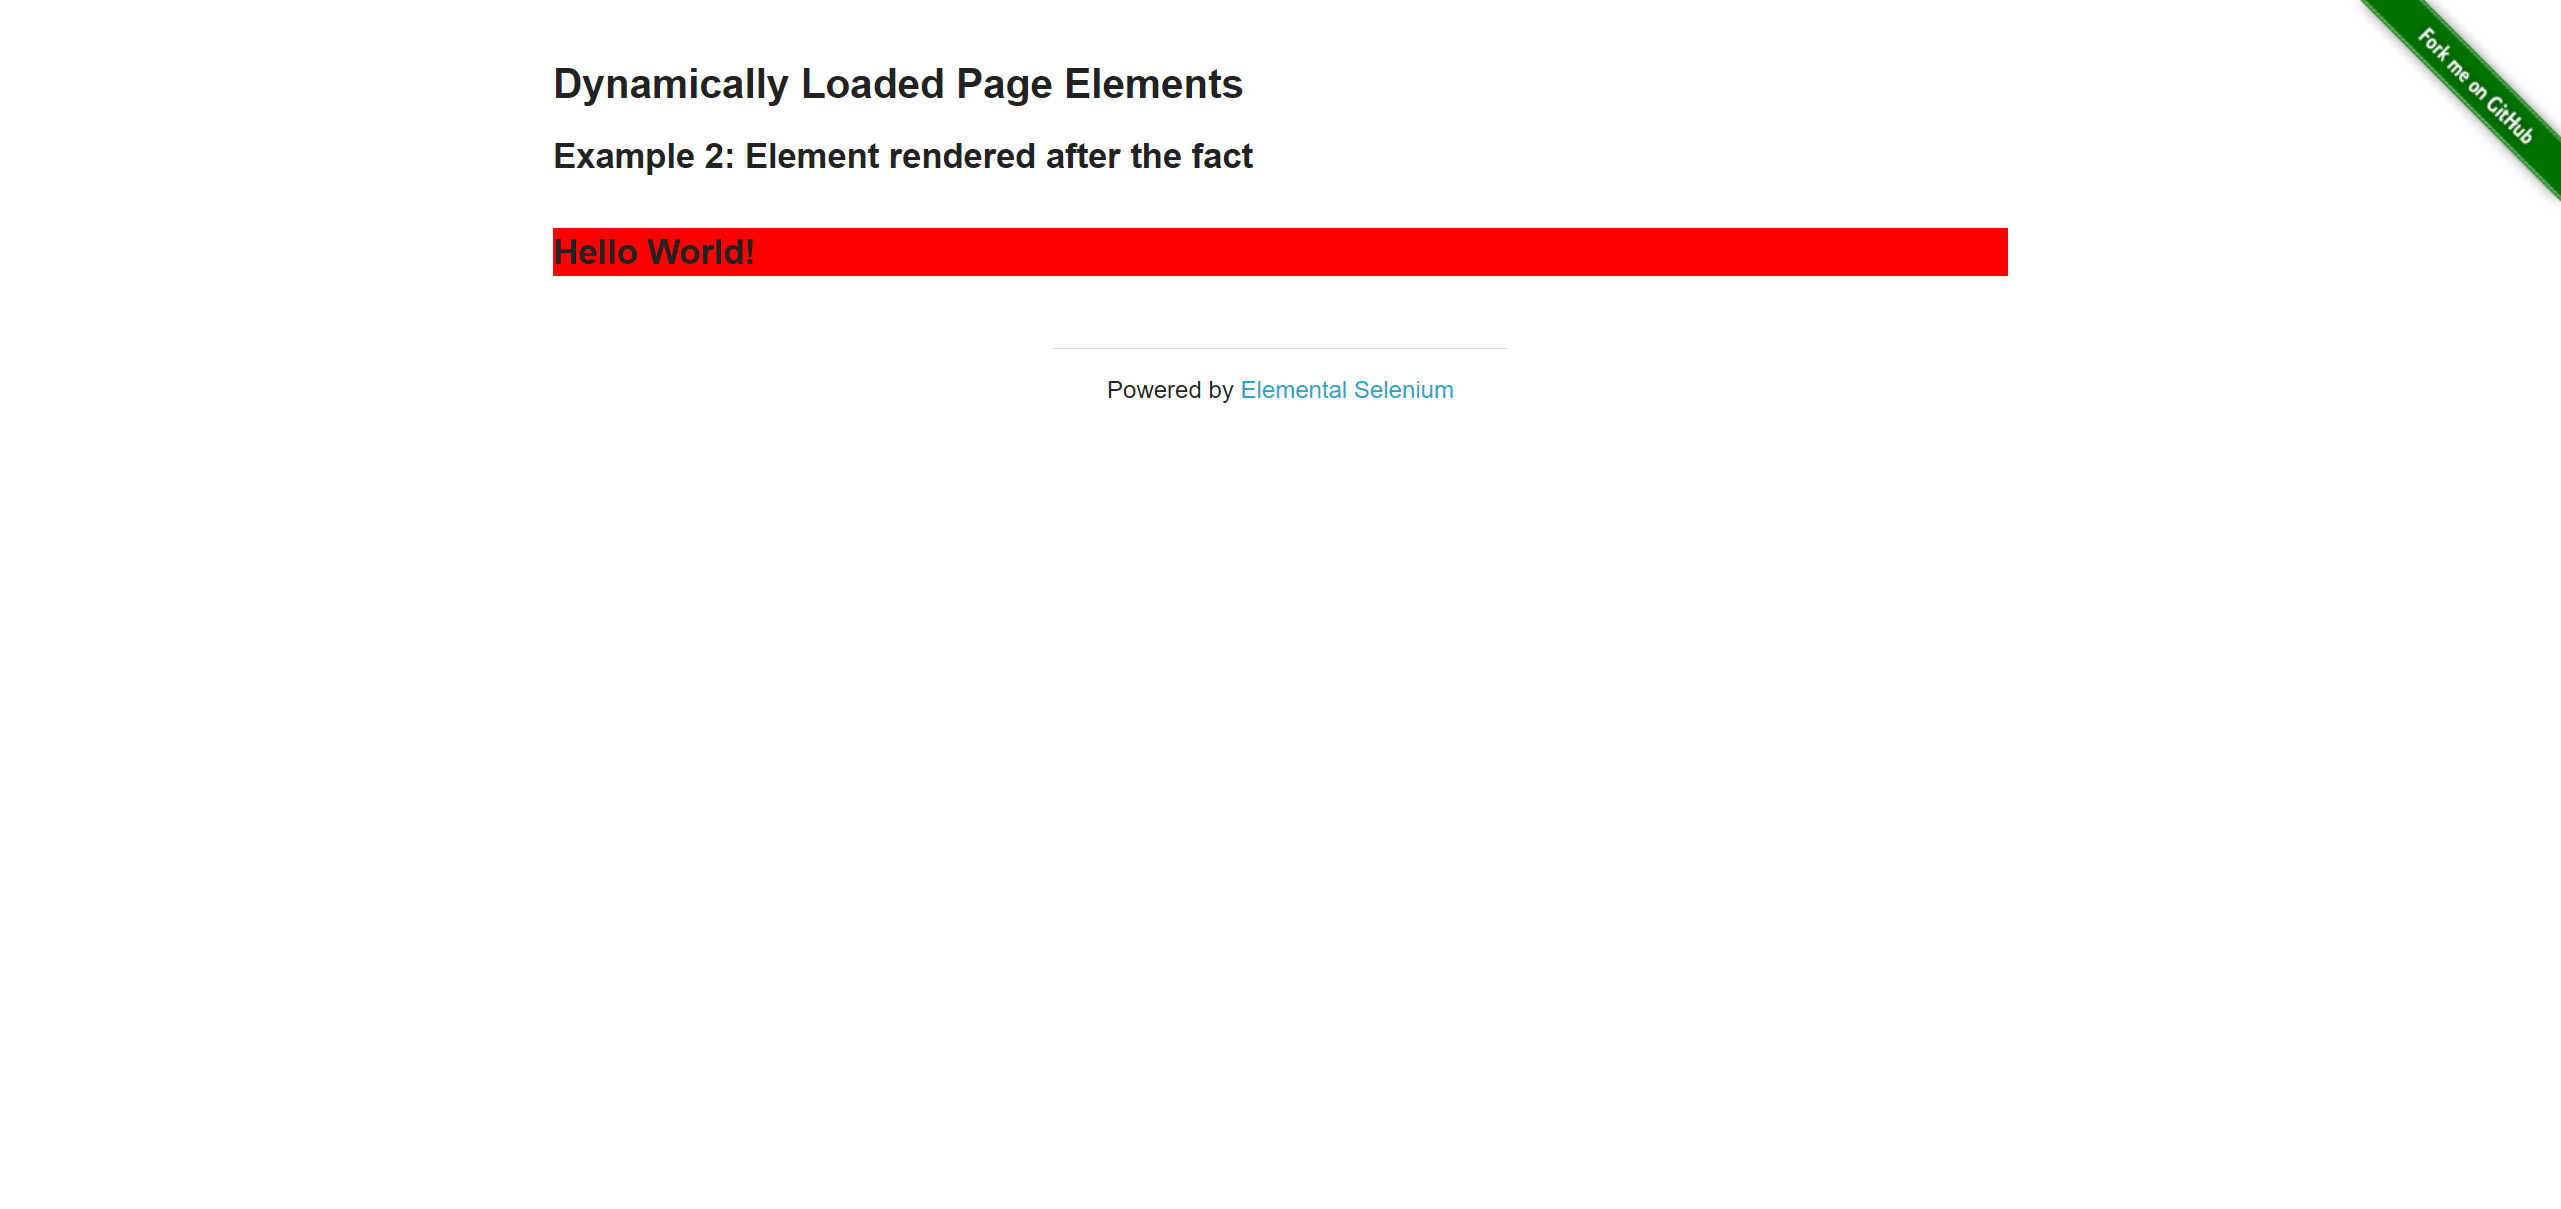 Dynamically Loaded Page Elements
Fork me on GitHub
Example 2: Element rendered after the fact
Hello World!
Powered by Elemental Selenium